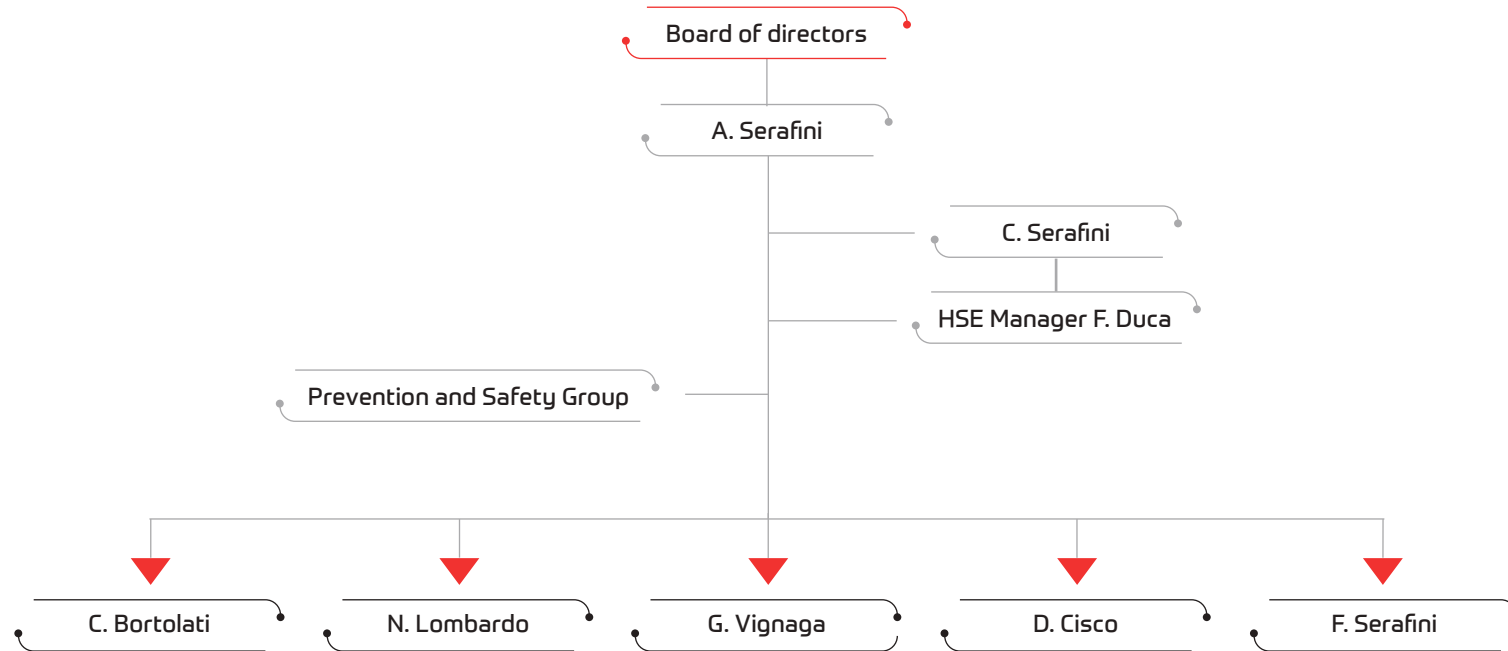 Board of directors
A. Serafini
C. Serafini
HSE Manager F. Duca
Prevention and Safety Group
C. Bortolati
N. Lombardo
G. Vignaga
D. Cisco
F. Serafini